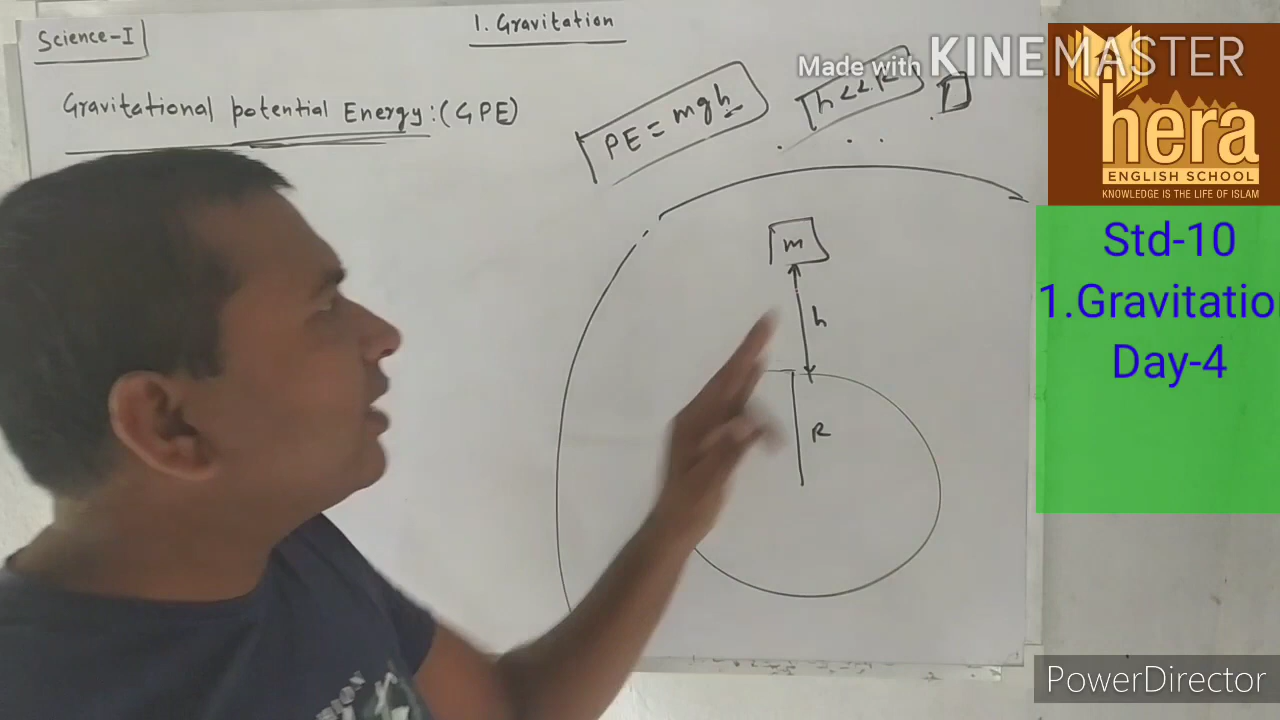 Science-I
1. Gravitation
Gravitational potential Energy:(GPE)
PE = mgh
h << R
m
h
R
Made with KINEMASTER
hera
ENGLISH SCHOOL
KNOWLEDGE IS THE LIFE OF ISLAM
Std-10
1.Gravitatio
Day-4
PowerDirector